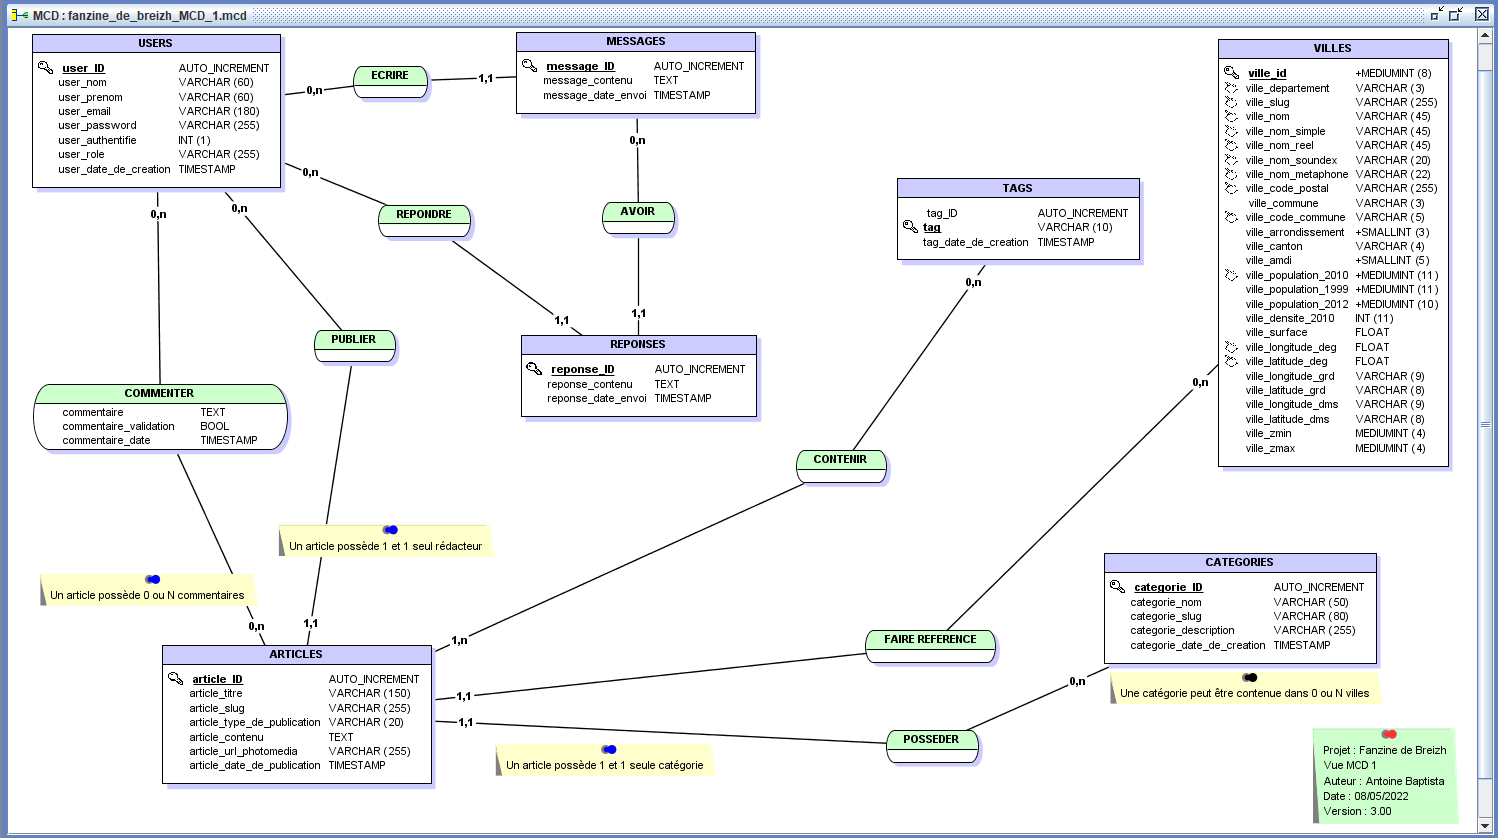 MCD : fanzine_de_breizh_MCD_1.mcd
USERS
user_ID AUTO_INCREMENT
user_nom VARCHAR (60)
user_prenom VARCHAR (60)
user_email VARCHAR (180)
user_password VARCHAR (255)
user_authentifie INT (1)
user_role VARCHAR (255)
user_date_de_creation TIMESTAMP
0,n
ECRIRE
1,1
MESSAGES
message_ID AUTO_INCREMENT
message_contenu TEXT
message_date_envoi TIMESTAMP
VILLES
ville_id +MEDIUMINT (8)
ville_departement VARCHAR (3)
ville_slug VARCHAR (255)
ville_nom VARCHAR (45)
ville_nom_simple VARCHAR (45)
ville_nom_reel VARCHAR (45)
ville_nom_soundex VARCHAR (20)
ville_nom_metaphone VARCHAR (22)
ville_code_postal VARCHAR (255)
ville_commune VARCHAR (3)
ville_code_commune VARCHAR (5)
ville_arrondissement +SMALLINT (3)
ville_canton VARCHAR (4)
ville_amdi +SMALLINT (5)
ville_population_2010 +MEDIUMINT (11)
ville_population_1999 +MEDIUMINT (11)
ville_population_2012 +MEDIUMINT (10)
ville_densite_2010 INT (11)
ville_surface FLOAT
ville_longitude_deg FLOAT
ville_latitude_deg FLOAT
ville_longitude_grd VARCHAR (9)
ville_latitude_grd VARCHAR (8)
ville_longitude_dms VARCHAR (9)
ville_latitude_dms VARCHAR (8)
ville_zmin MEDIUMINT (4)
ville_zmax MEDIUMINT (4)
0,n
0,n
REPONDRE
1,1
0,n
AVOIR
1,1
TAGS
tag_ID AUTO_INCREMENT
tag VARCHAR (10)
tag_date_de_creation TIMESTAMP
0,n
0,n
PUBLIER
REPONSES
reponse_ID AUTO_INCREMENT
reponse_contenu TEXT
reponse_date_envoi TIMESTAMP
0,n
COMMENTER
commentaire TEXT
commentaire_validation BOOL
commentaire_date TIMESTAMP
CONTENIR
Un article possède 1 et 1 seul rédacteur
Un article possède 0 ou N commentaires
0,n
1,1
1,n
FAIRE REFERENCE
CATEGORIES
categorie_ID AUTO_INCREMENT
categorie_nom VARCHAR (50)
categorie_slug VARCHAR (80)
categorie_description VARCHAR (255)
categorie_date_de_creation TIMESTAMP
ARTICLES
article_ID AUTO_INCREMENT
article_titre VARCHAR (150)
article_slug VARCHAR (255)
article_type_de_publication VARCHAR (20)
article_contenu TEXT
article_url_photomedia VARCHAR (255)
article_date_de_publication TIMESTAMP
1,1
1,1
0,n
Une catégorie peut être contenue dans 0 ou N villes
POSSEDER
Un article possède 1 et 1 seule catégorie
Projet : Fanzine de Breizh
Vue MCD 1
Auteur : Antoine Baptista
Date : 08/05/2022
Version : 3.00